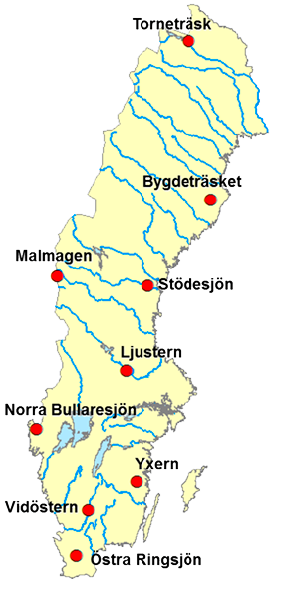 Torneträsk
Bygdeträsket
Malmagen
Stödesjön
Ljustern
Norra Bullaresjön
Yxern
Vidöstern
Östra Ringsjön